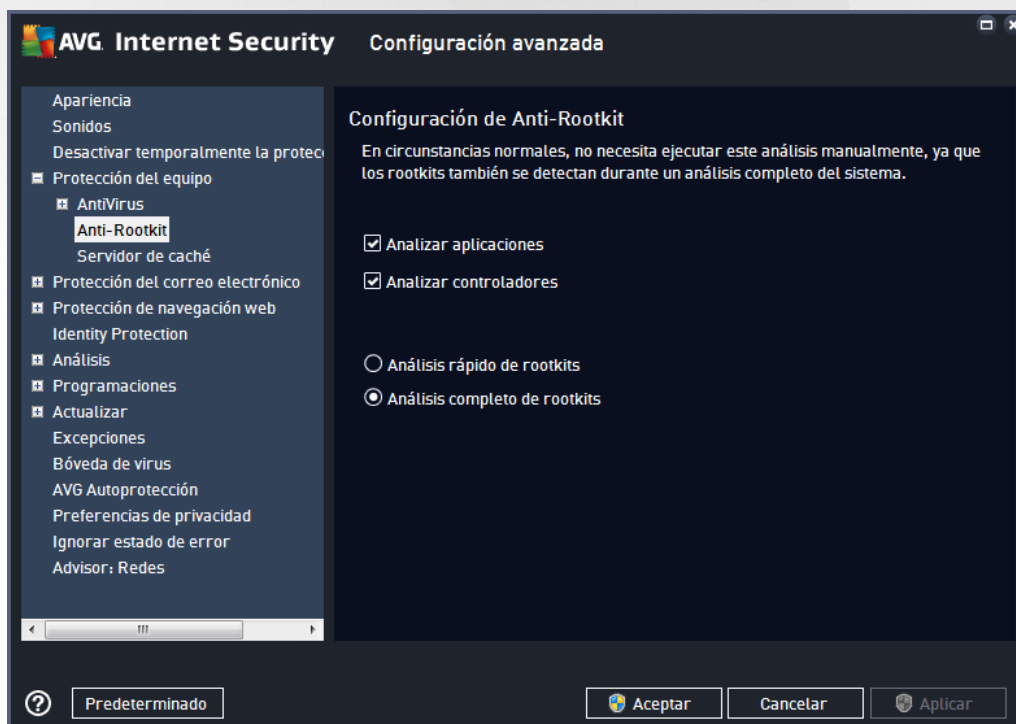 AVG Internet Security Configuración avanzada
Apariencia
Sonidos
Desactivar temporalmente la protec
Protección del equipo
AntiVirus
Anti-Rootkit
Servidor de caché
Protección del correo electrónico
Protección de navegación web
Identity Protection
Análisis
Programaciones
Actualizar
Excepciones
Bóveda de virus
AVG Autoprotección
Preferencias de privacidad
Ignorar estado de error
Advisor: Redes
Configuración de Anti-Rootkit
En circunstancias normales, no necesita ejecutar este análisis manualmente, ya que
los rootkits también se detectan durante un análisis completo del sistema.
Analizar aplicaciones
Analizar controladores
Análisis rápido de rootkits
Análisis completo de rootkits
Predeterminado
Aceptar
Cancelar
Aplicar